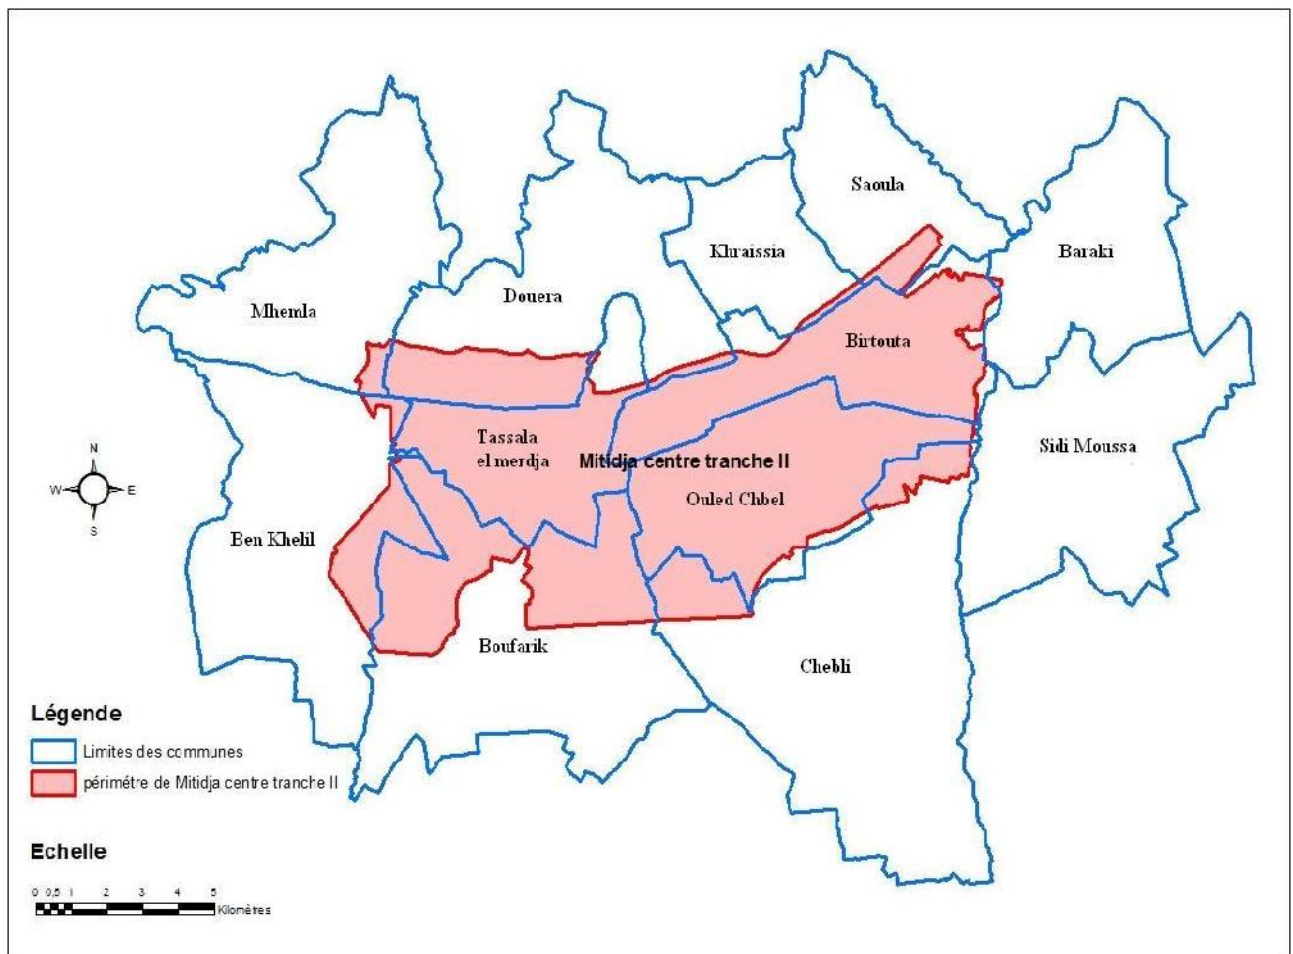 Saoula
Khraissia
Baraki
Douera
Mhemla
Birtouta
Tassala
el merdja
Mitidja centre tranche II
Sidi Moussa
Ouled Chbel
Ben Khelil
Boufarik
Chebli
N
W E
S
Légende
Limites des communes
périmétre de Mitidja centre tranche II
Echelle
0 0,5 1 2 3 4 5
Kilomètres